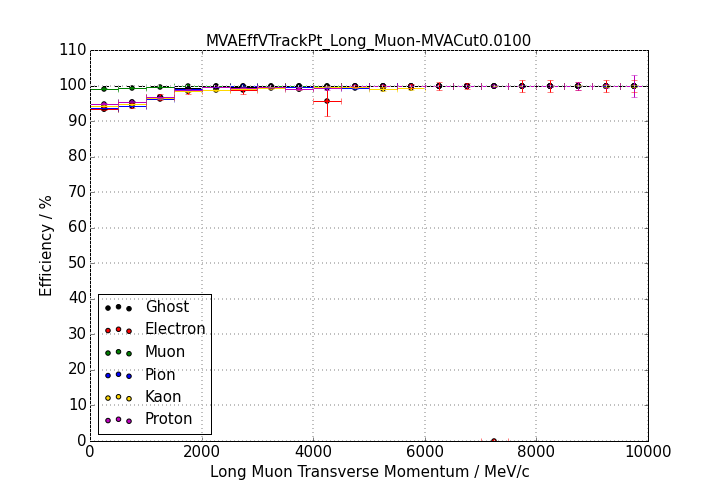 MVAEffVTrackPt_Long_Muon-MVACut0.0100
110
100
90
80
70
60
50
40
30
20
10
0
Efficiency / %
Ghost
Electron
Muon
Pion
Kaon
Proton
0 2000 4000 6000 8000 10000
Long Muon Transverse Momentum / MeV/c